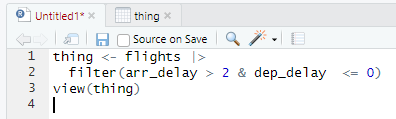 Untitled1* thing
Source on Save
1 thing <- flights |>
2 filter(arr_delay > 2 & dep_delay  <= 0)
3 view(thing)
4